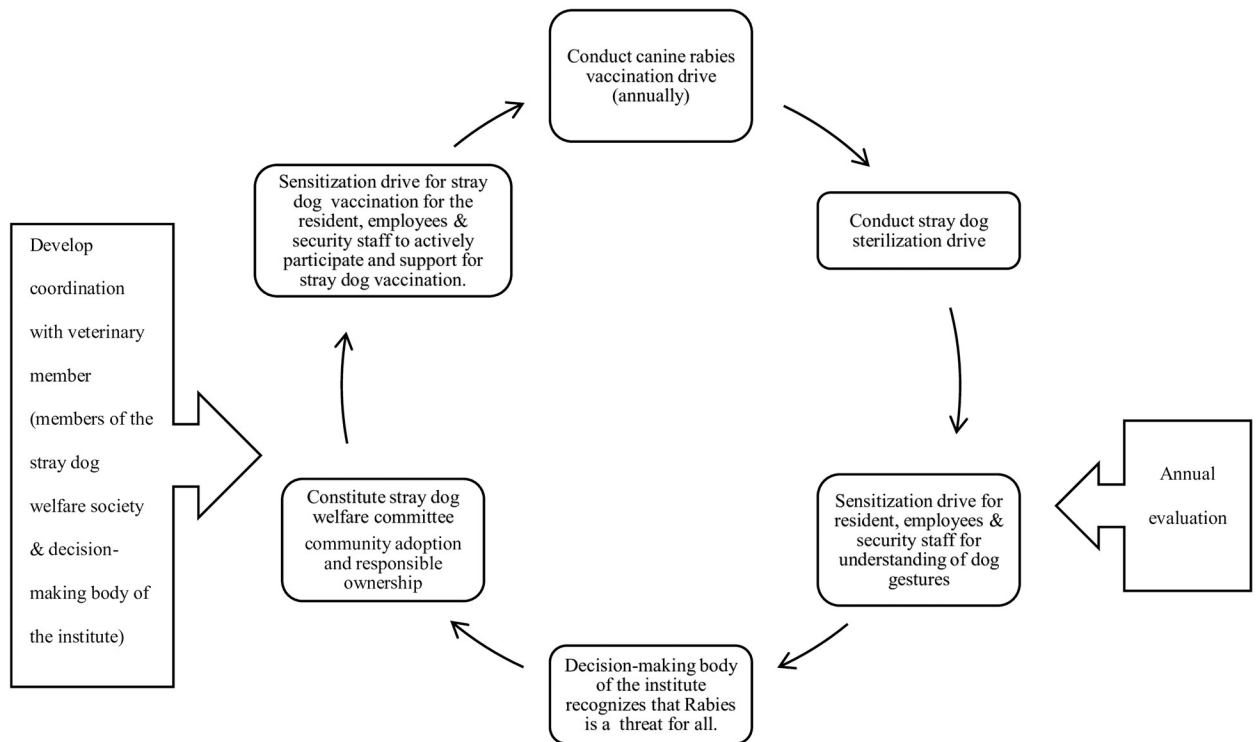 Conduct canine rabies
vaccination drive
(annually)
Sensitization drive for stray
dog vaccination for the
resident, employees &
security staff to actively
participate and support for
stray dog vaccination.
Conduct stray dog
sterilization drive
Develop
coordination
with veterinary
member
(members of the
stray dog
welfare society
& decision-
making body of
the institute)
Annual
evaluation
Constitute stray dog
welfare committee
community adoption
and responsible
ownership
Sensitization drive for
resident, employees &
security staff for
understanding of dog
gestures
Decision-making body
of the institute
recognizes that Rabies
is a threat for all.